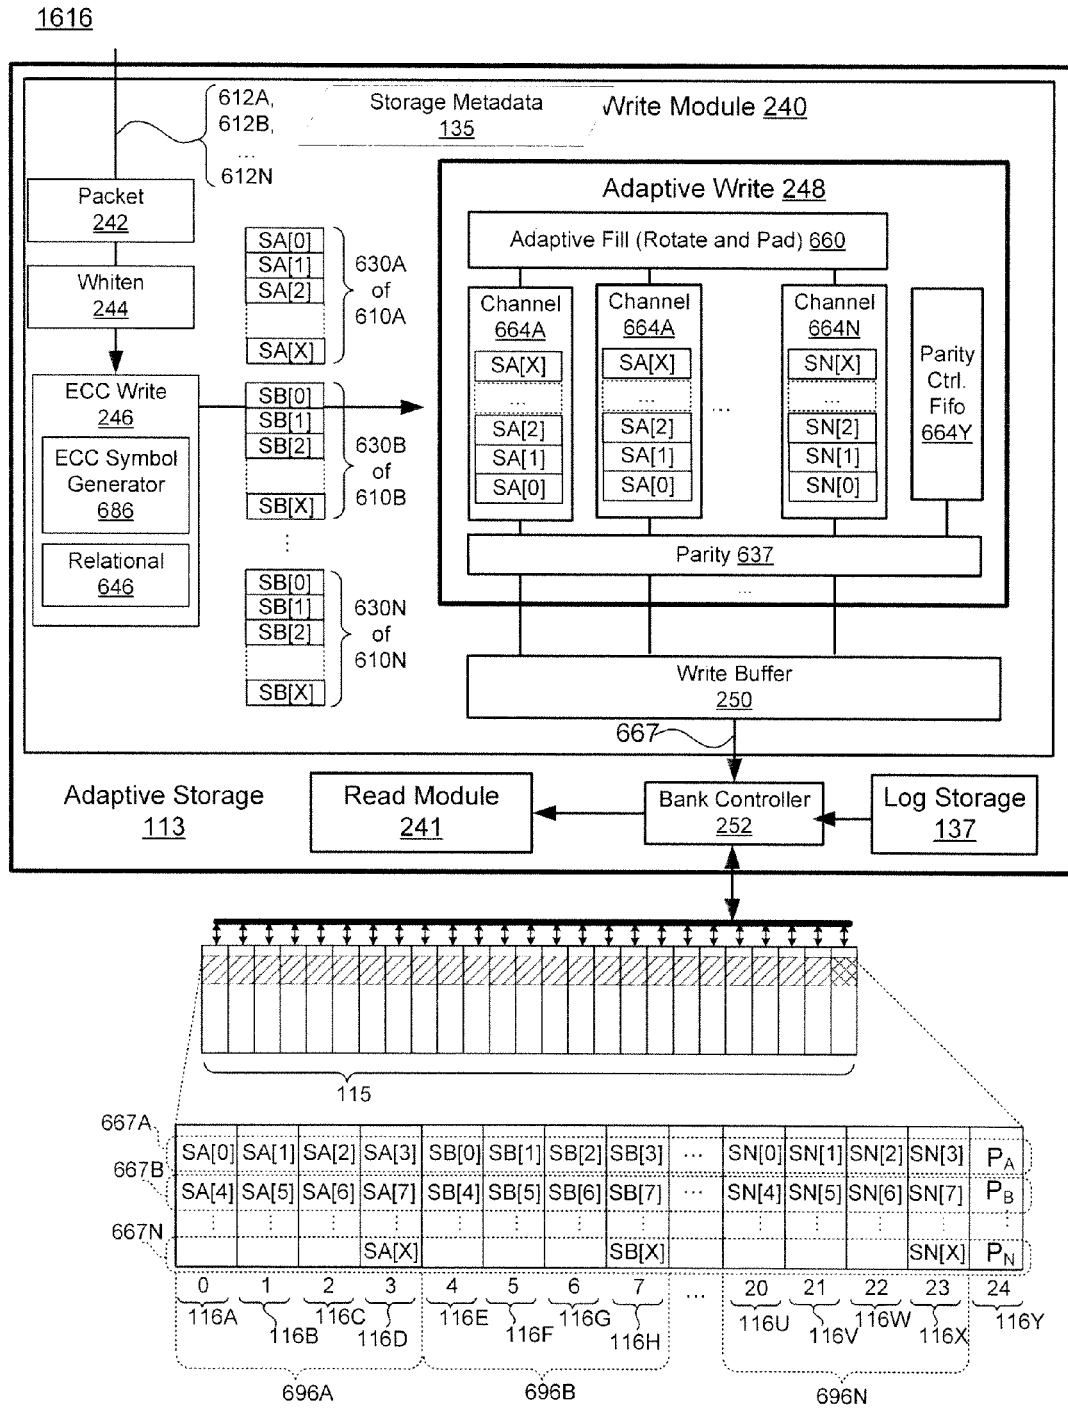 1616
612A,
612B,
...
612N
Storage Metadata
135
Write Module 240
Packet
242
Whiten
244
ECC Write
246
ECC Symbol
Generator
686
Relational
646
SA[0]
SA[1]
SA[2]
SA[X]
630A
of
610A
SB[0]
SB[1]
SB[2]
SB[X]
630B
of
610B
SB[0]
SB[1]
SB[2]
SB[X]
630N
of
610N
Adaptive Write 248
Adaptive Fill (Rotate and Pad) 660
Channel
664A
SA[X]
...
SA[2]
SA[1]
SA[0]
Channel
664A
SA[X]
...
SA[2]
SA[1]
SA[0]
...
Channel
664N
SN[X]
...
SN[2]
SN[1]
SN[0]
Parity
Ctrl.
Fifo
664Y
Parity 637
...
Write Buffer
250
667
Adaptive Storage
113
Read Module
241
Bank Controller
252
Log Storage
137
115
667A
SA[0] SA[1] SA[2] SA[3] SB[0] SB[1] SB[2] SB[3] ... SN[0] SN[1] SN[2] SN[3] PA
667B
SA[4] SA[5] SA[6] SA[7] SB[4] SB[5] SB[6] SB[7] ... SN[4] SN[5] SN[6] SN[7] PB
667N
SA[X] SB[X] SN[X] PN
0 1 2 3 4 5 6 7 ... 20 21 22 23 24
116A 116C 116E 116G 116U 116W 116Y
116B 116D 116F 116H 116V 116X
696A 696B 696N